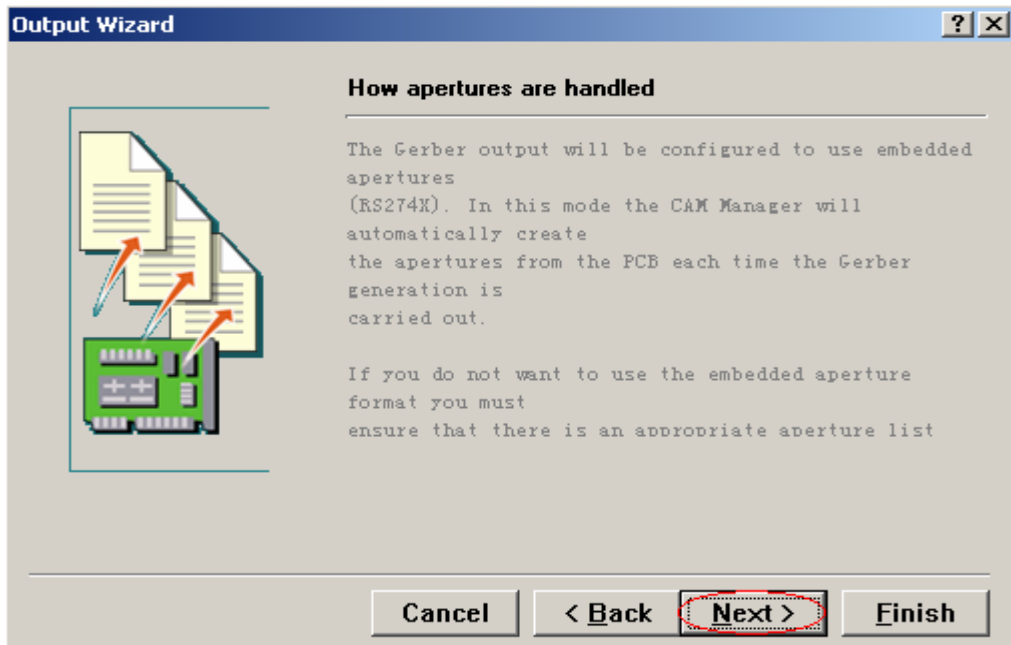 Output Wizard
How apertures are handled
The Gerber output will be configured to use embedded
apertures
(RS274X). In this mode the CAM Manager will
automatically create
the apertures from the PCB each time the Gerber
generation is
carried out.
If you do not want to use the embedded aperture
format you must
ensure that there is an appropriate aperture list
Cancel
< Back
Next >
Finish